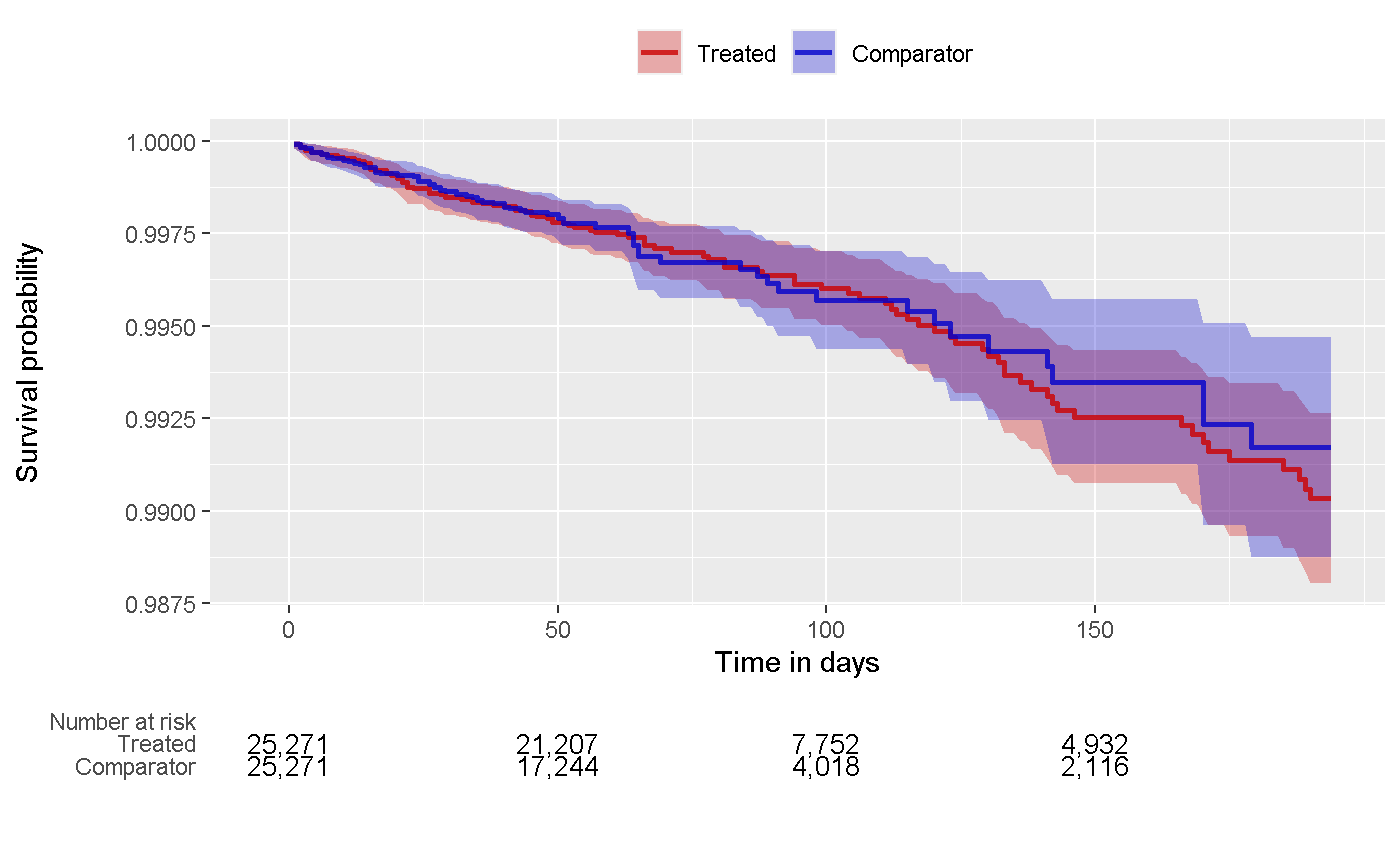 Treated Comparator
1.0000
0.9975
0.9950
0.9925
0.9900
0.9875
Survival probability
0 50 100 150
Time in days
Number at risk
Treated 25,271 21,207 7,752 4,932
Comparator 25,271 17,244 4,018 2,116